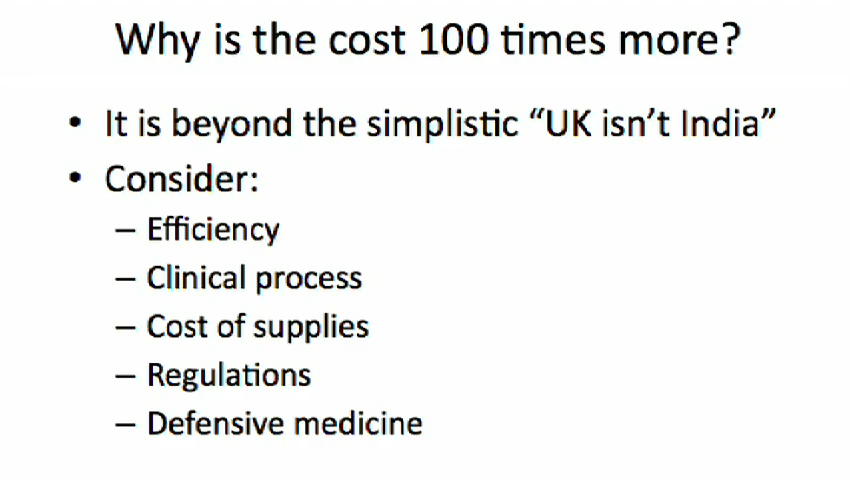 Why is the cost 100 times more?
• It is beyond the simplistic “UK isn’t India”
• Consider:
– Efficiency
– Clinical process
– Cost of supplies
– Regulations
– Defensive medicine